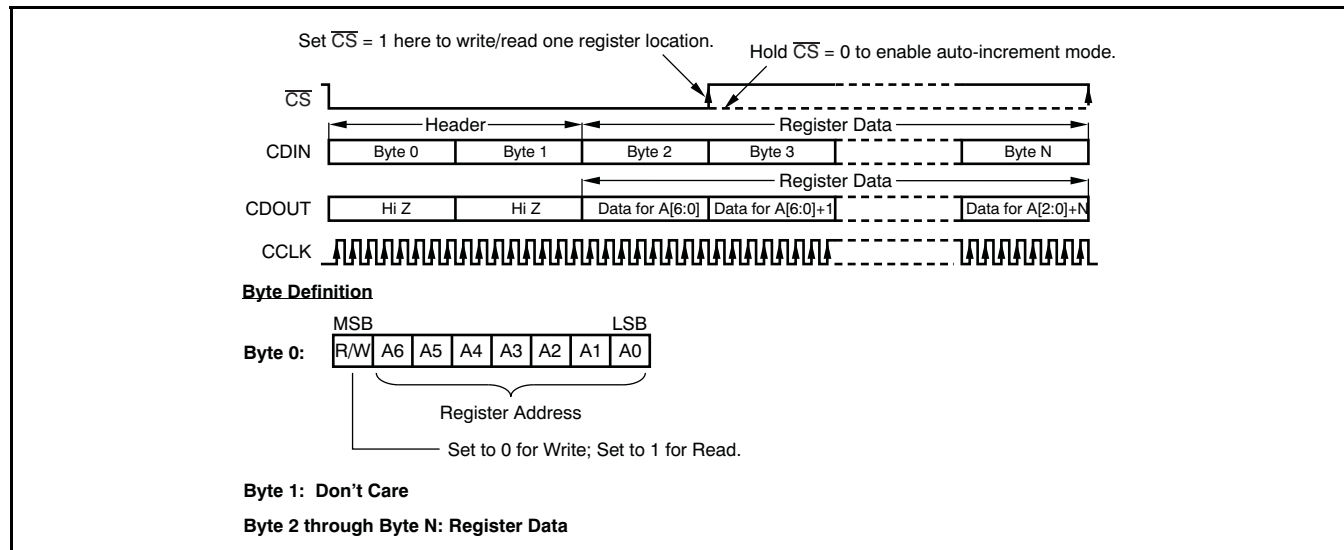 Set CS = 1 here to write/read one register location.
Hold CS = 0 to enable auto-increment mode.
CS
Header
Register Data
CDIN
Byte 0
Byte 1
Byte 2
Byte 3
Byte N
Register Data
CDOUT
Hi Z
Hi Z
Data for A[6:0]
Data for A[6:0]+1
Data for A[2:0]+N
CCLK
Byte Definition
MSB
LSB
Byte 0:
R/W A6 A5 A4 A3 A2 A1 A0
Register Address
Set to 0 for Write; Set to 1 for Read.
Byte 1: Don't Care
Byte 2 through Byte N: Register Data